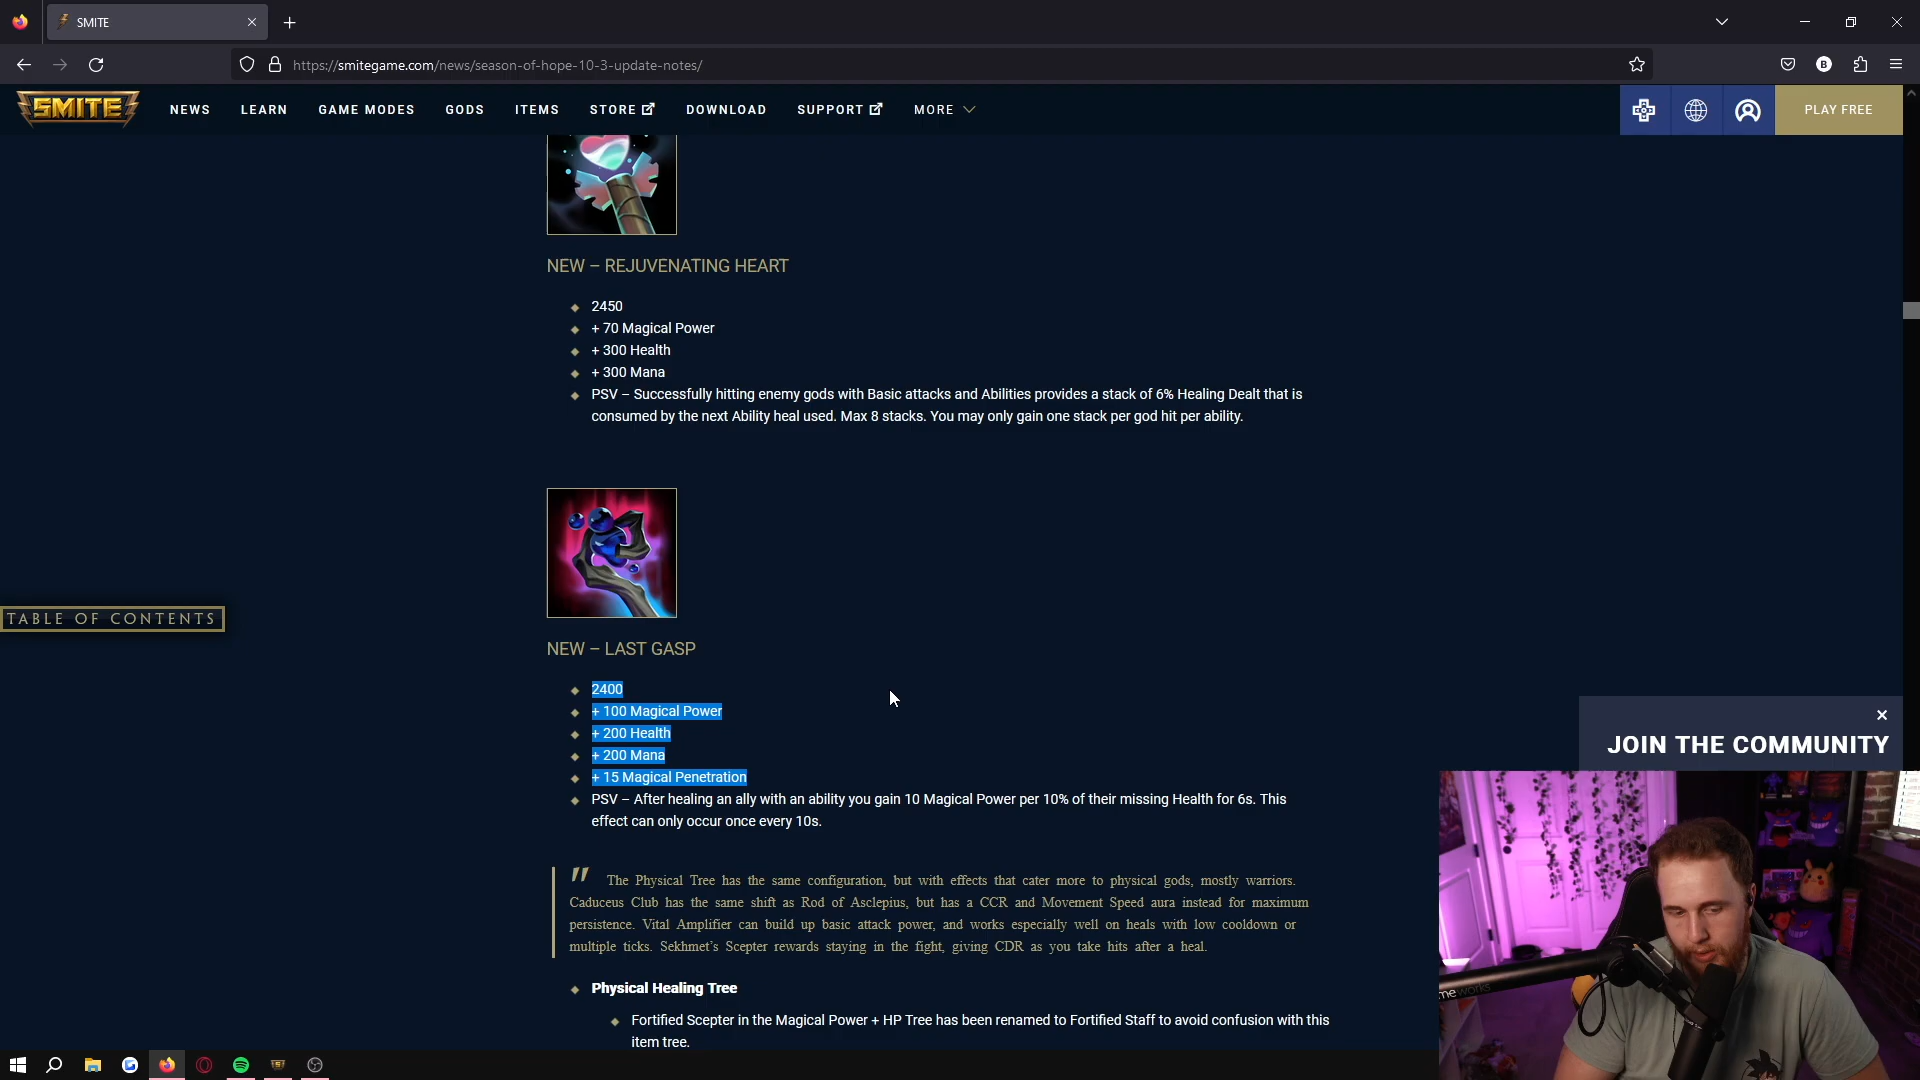 SMITE
https://smitegame.com/news/season-of-hope-10-3-update-notes/
B
SMITE
NEWS
LEARN
GAME MODES
GODS
ITEMS
STORE
DOWNLOAD
SUPPORT
MORE
PLAY FREE
NEW – REJUVENATING HEART
2450
+ 70 Magical Power
+ 300 Health
+ 300 Mana
PSV – Successfully hitting enemy gods with Basic attacks and Abilities provides a stack of 6% Healing Dealt that is
consumed by the next Ability heal used. Max 8 stacks. You may only gain one stack per god hit per ability.
TABLE OF CONTENTS
NEW – LAST GASP
2400
+ 100 Magical Power
+ 200 Health
+ 200 Mana
+ 15 Magical Penetration
PSV – After healing an ally with an ability you gain 10 Magical Power per 10% of their missing Health for 6s. This
effect can only occur once every 10s.
JOIN THE COMMUNITY
" The Physical Tree has the same configuration, but with effects that cater more to physical gods, mostly warriors.
Caduceus Club has the same shift as Rod of Asclepius, but has a CCR and Movement Speed aura instead for maximum
persistence. Vital Amplifier can build up basic attack power, and works especially well on heals with low cooldown or
multiple ticks. Sekhmet's Scepter rewards staying in the fight, giving CDR as you take hits after a heal.
Physical Healing Tree
Fortified Scepter in the Magical Power + HP Tree has been renamed to Fortified Staff to avoid confusion with this
item tree.